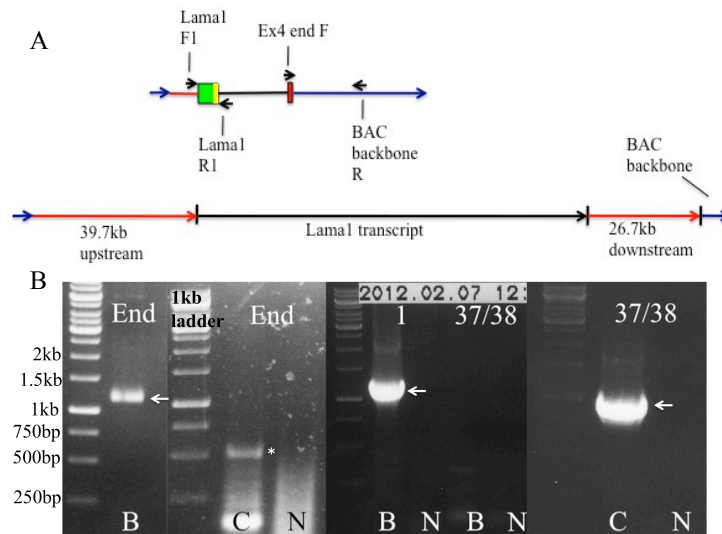 A
Lama1
F1
Ex4 end F
Lama1
R1
BAC
backbone
R
BAC
backbone
39.7kb
upstream
Lama1 transcript
26.7kb
downstream
B
End
1kb
ladder
End
2012.02.07 12:
1
37/38
37/38
2kb
1.5kb
1kb
750bp
500bp
250bp
*
B
C
N
B
N
B
N
C
N